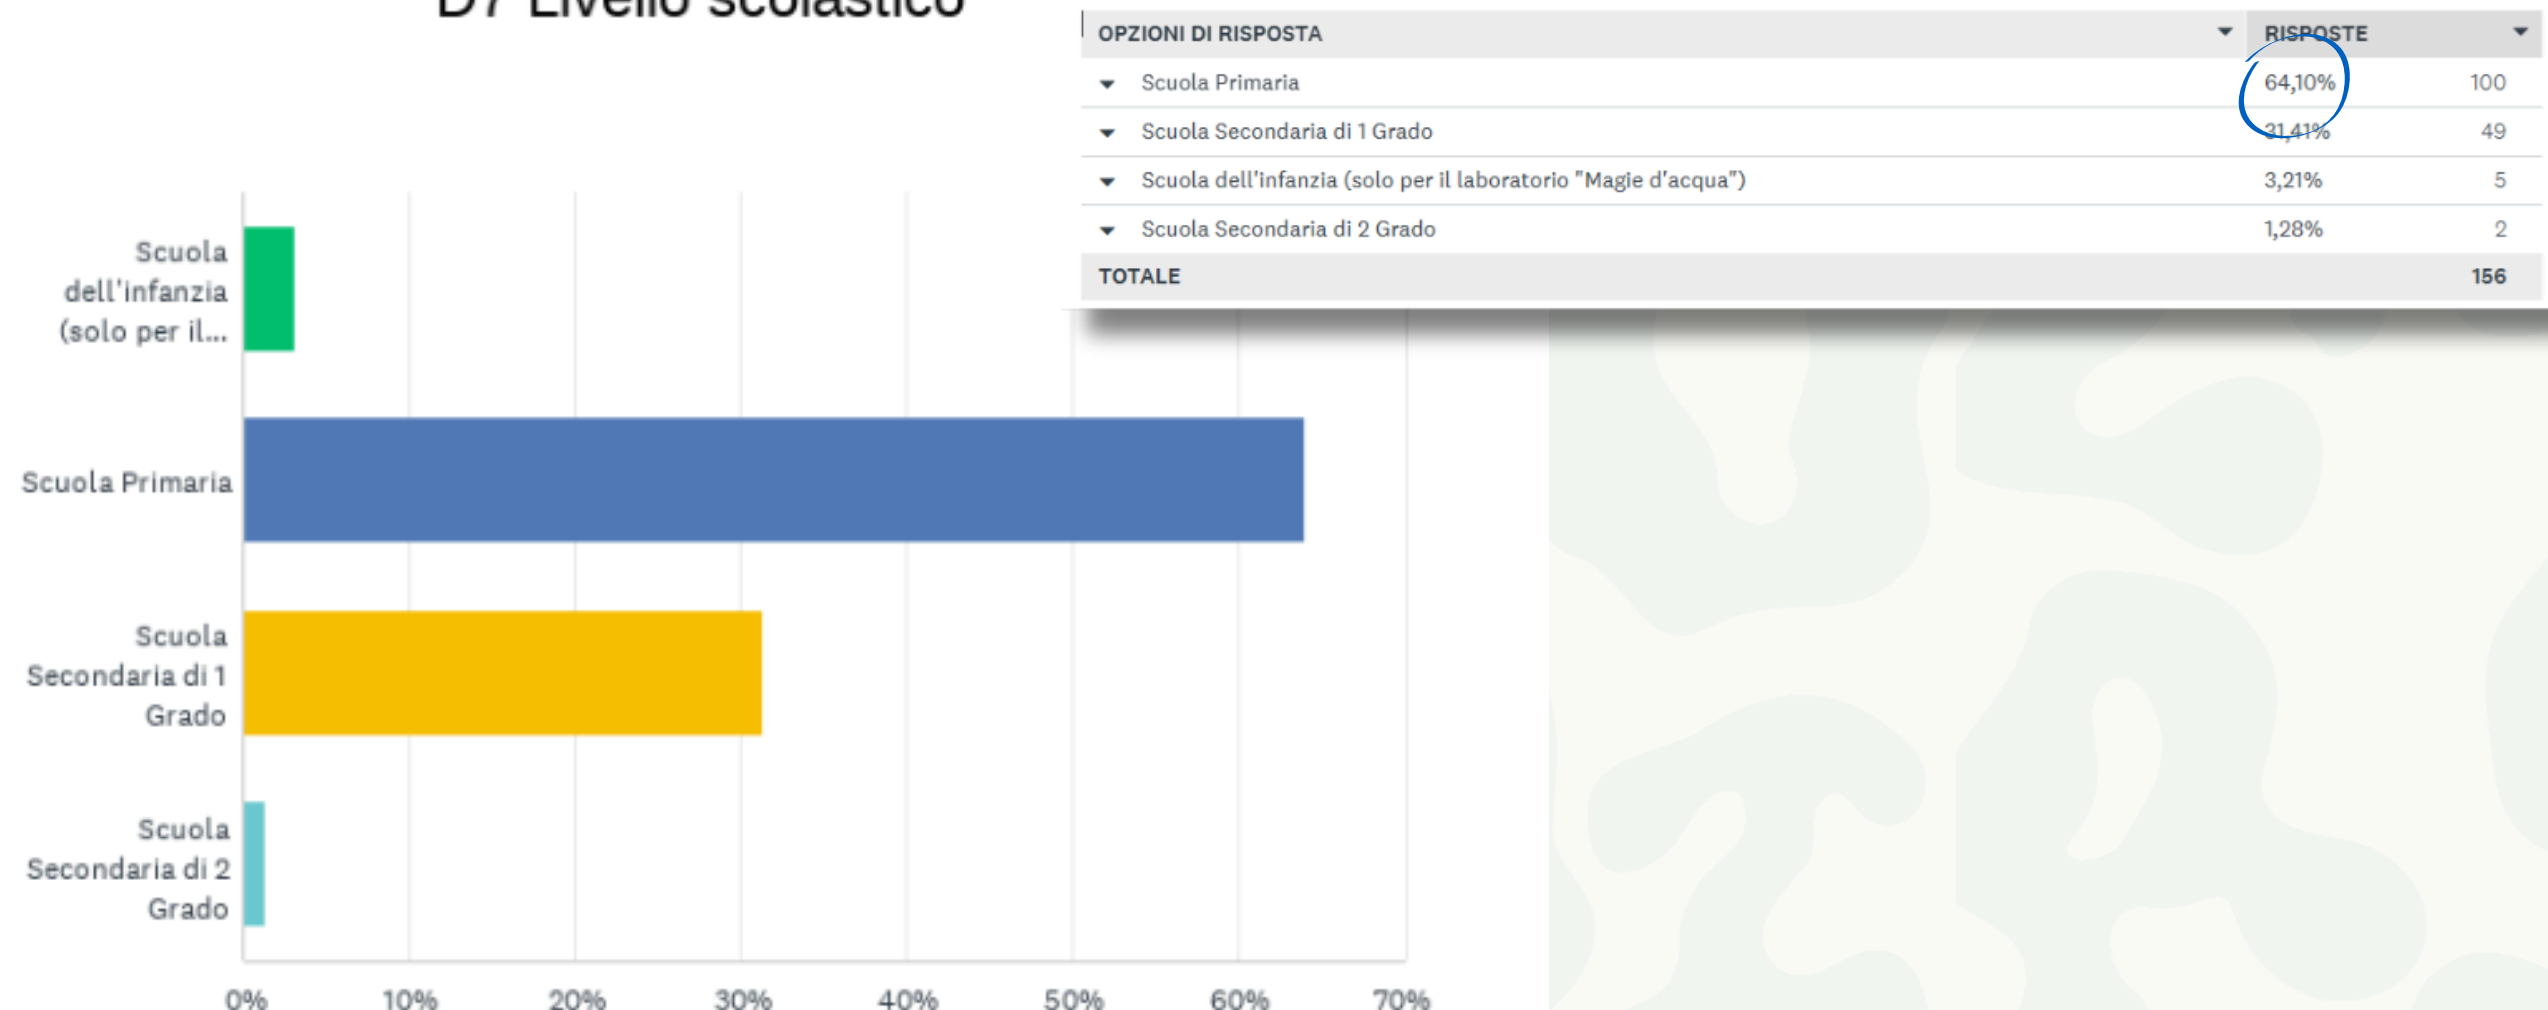 D7 Livello scolastico
OPZIONI DI RISPOSTA RISPOSTE
Scuola Primaria 64,10% 100
Scuola Secondaria di 1 Grado 31,41% 49
Scuola dell'infanzia (solo per il laboratorio "Magie d'acqua") 3,21% 5
Scuola Secondaria di 2 Grado 1,28% 2
TOTALE 156
Scuola
dell'infanzia
(solo per il...
Scuola Primaria
Scuola
Secondaria di 1
Grado
Scuola
Secondaria di 2
Grado
0% 10% 20% 30% 40% 50% 60% 70%